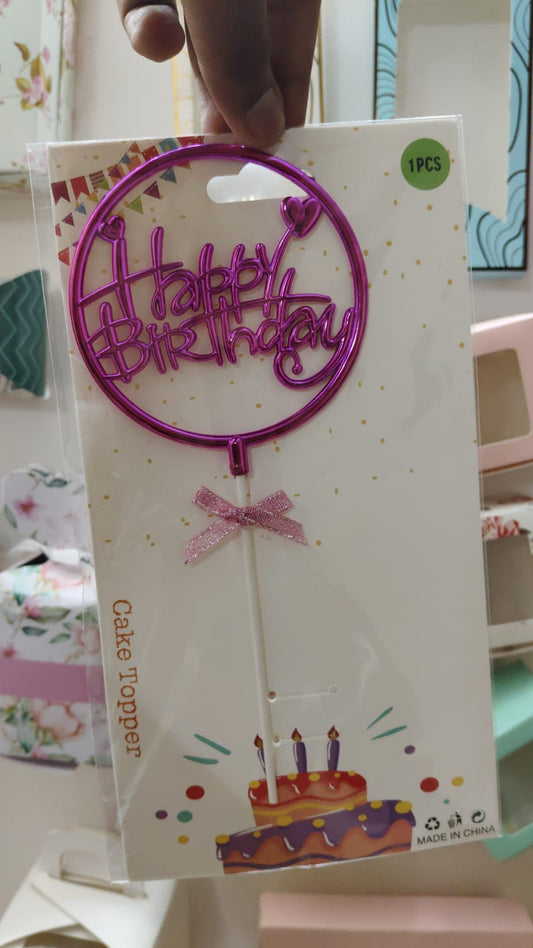 1PCS
Happy
Birthday
Cake Topper
MADE IN CHINA